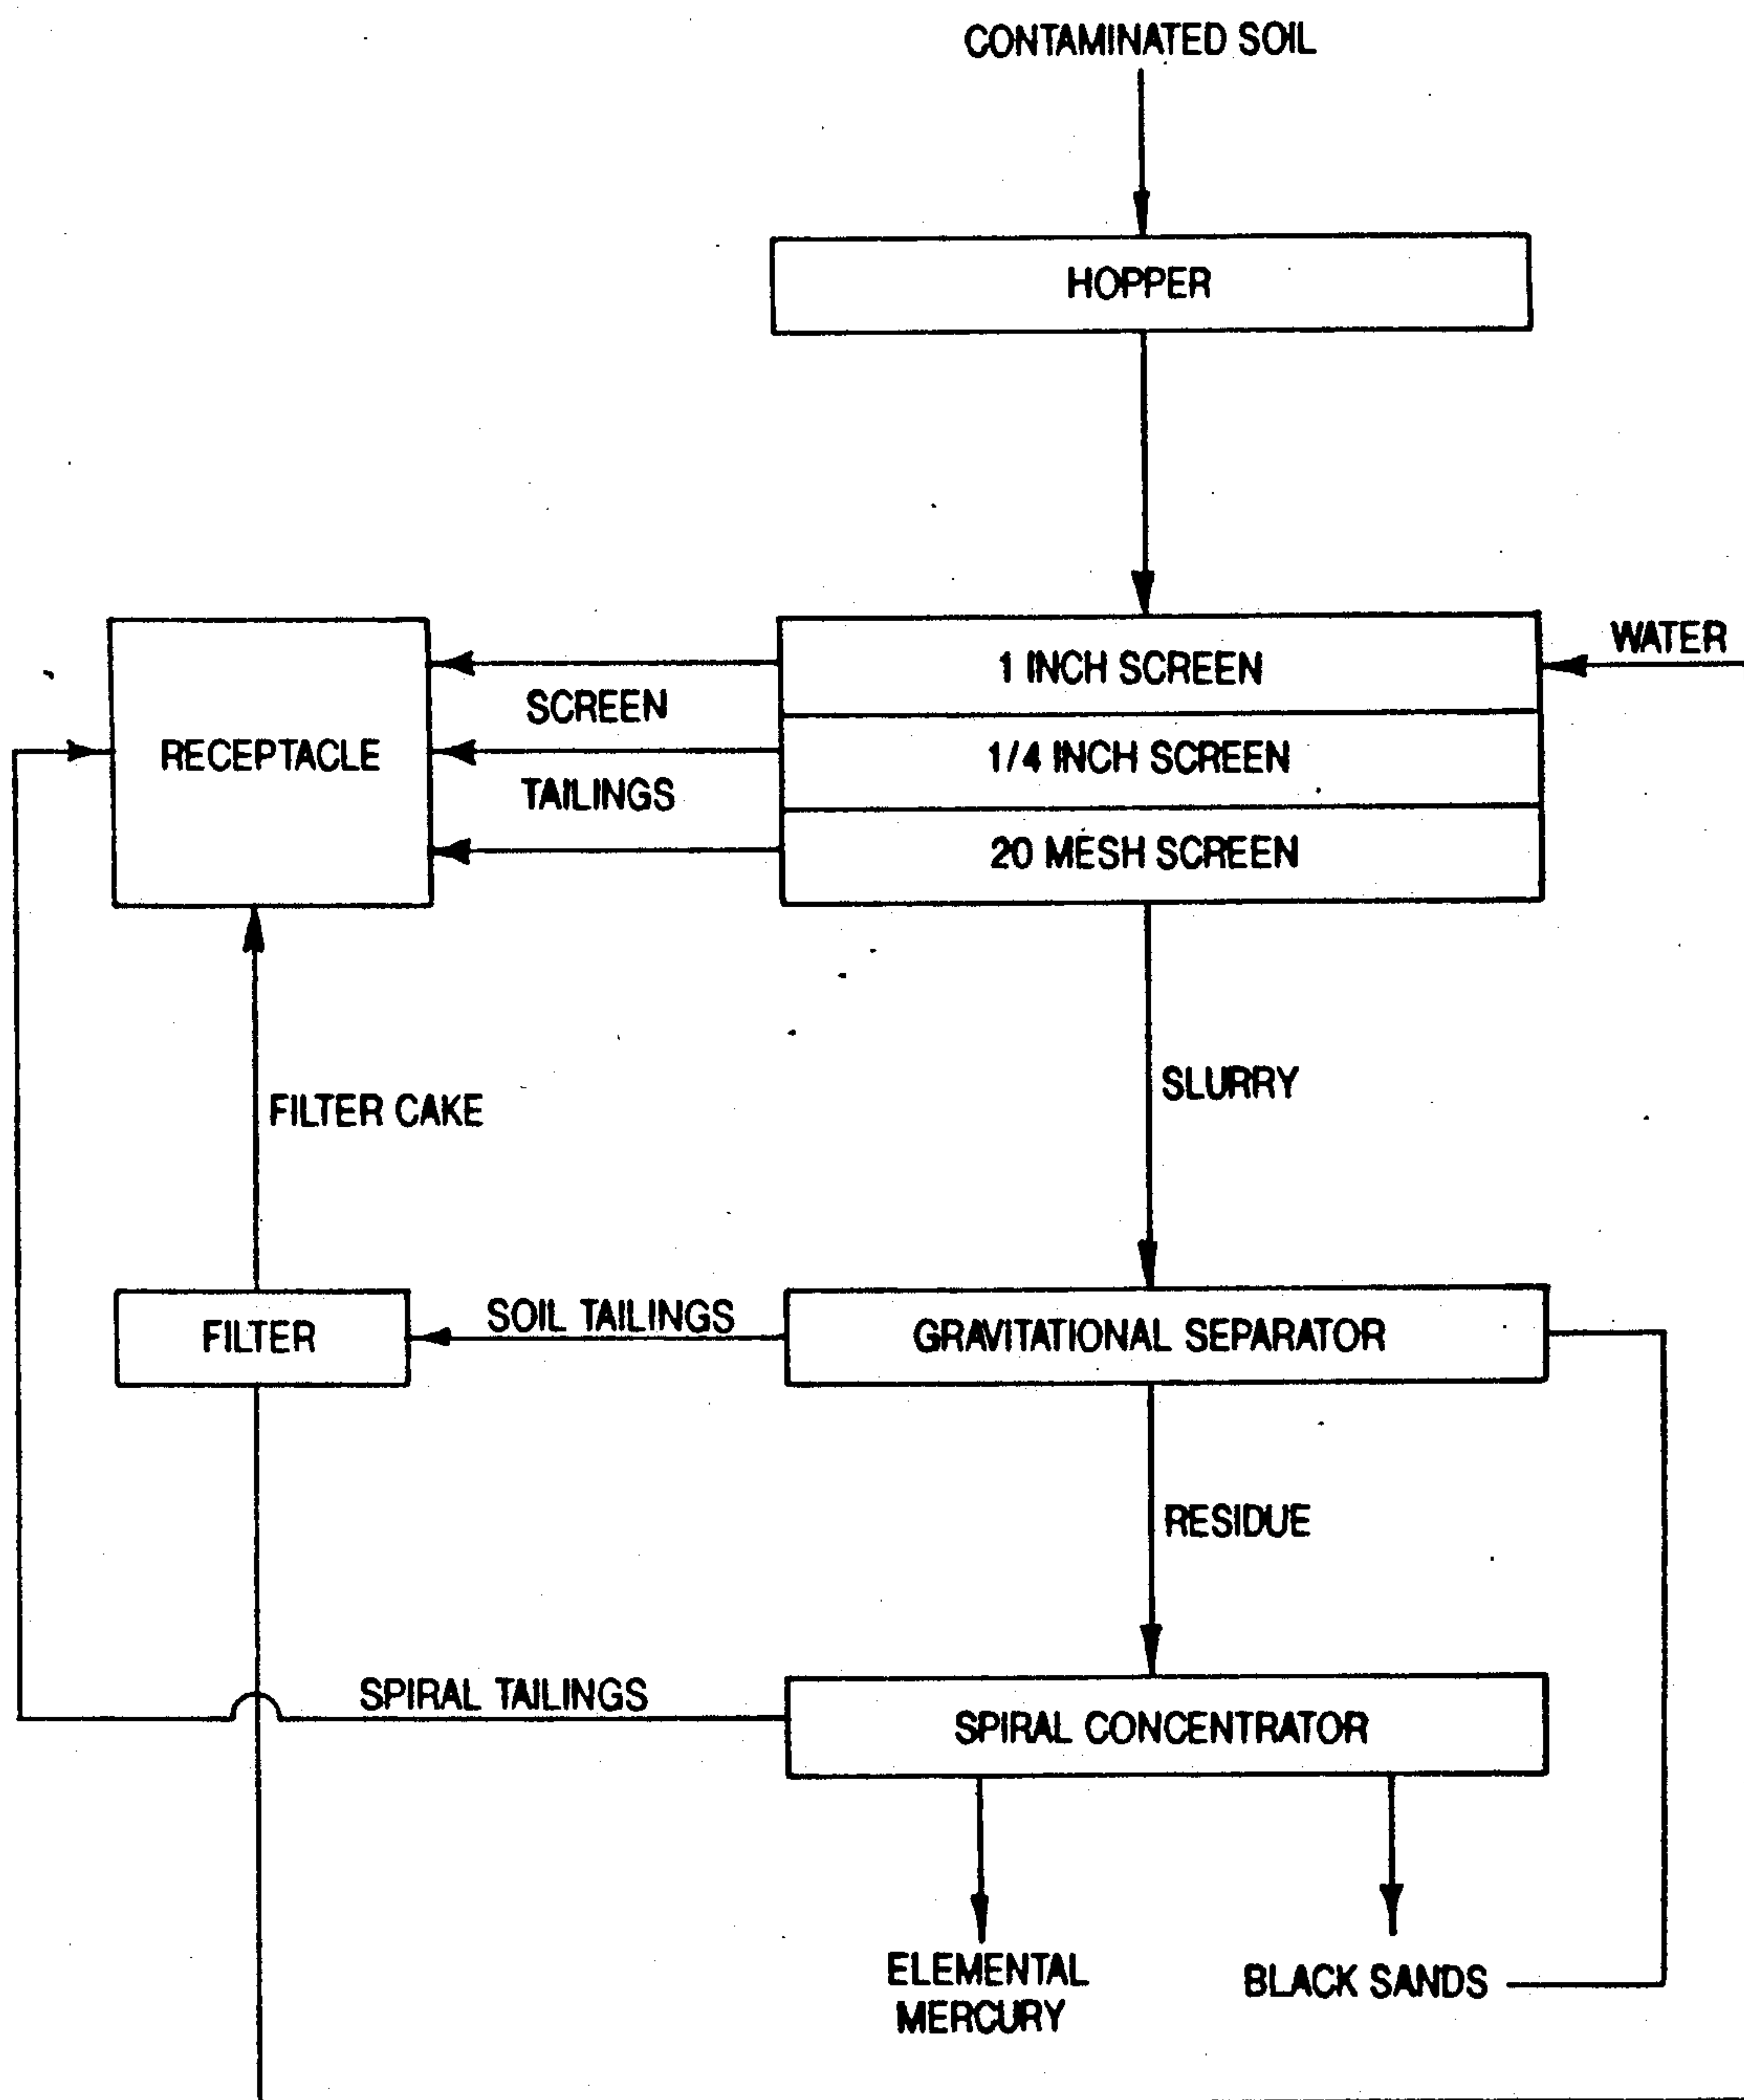 CONTAMINATED SOIL
HOPPER
1 INCH SCREEN
WATER
SCREEN
RECEPTACLE
1/4 INCH SCREEN
TAILINGS
20 MESH SCREEN
SLURRY
FILTER CAKE
SOIL TAILINGS
FILTER
GRAVITATIONAL SEPARATOR
RESIDUE
SPIRAL TAILINGS
SPIRAL CONCENTRATOR
ELEMENTAL
MERCURY
BLACK SANDS